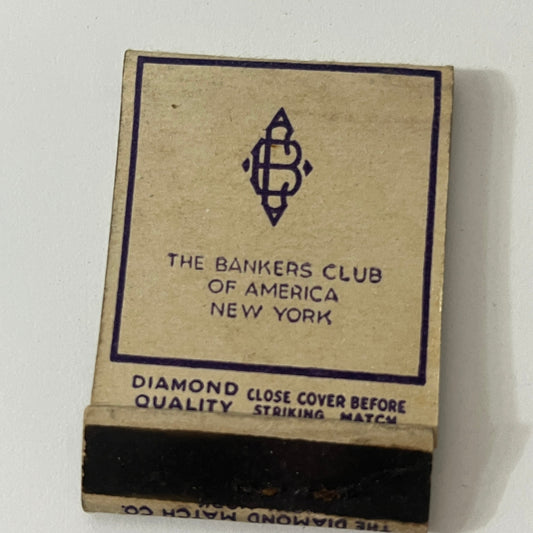 THE BANKERS CLUB
OF AMERICA
NEW YORK
DIAMOND QUALITY
CLOSE COVER BEFORE
STRIKING MATCH
THE DIAMOND MATCH CO.